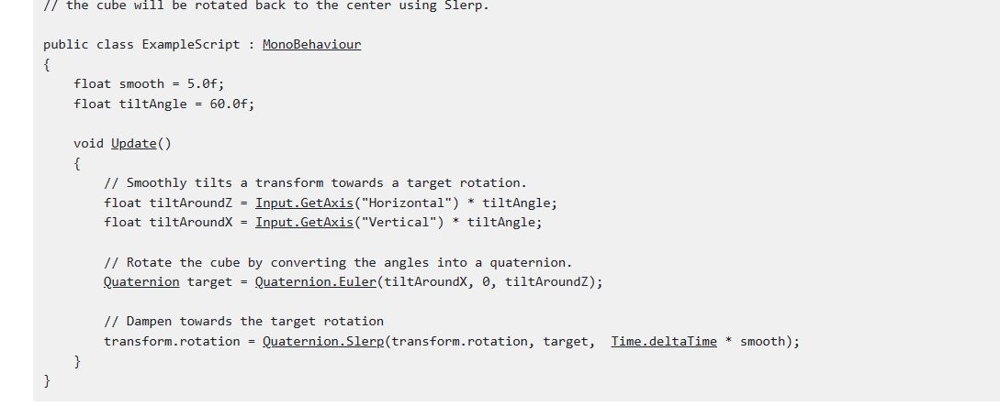 // the cube will be rotated back to the center using Slerp.
public class ExampleScript : MonoBehaviour
{
    float smooth = 5.0f;
    float tiltAngle = 60.0f;
    void Update()
    {
        // Smoothly tilts a transform towards a target rotation.
        float tiltAroundZ = Input.GetAxis("Horizontal") * tiltAngle;
        float tiltAroundX = Input.GetAxis("Vertical") * tiltAngle;
        // Rotate the cube by converting the angles into a quaternion.
        Quaternion target = Quaternion.Euler(tiltAroundX, 0, tiltAroundZ);
        // Dampen towards the target rotation
        transform.rotation = Quaternion.Slerp(transform.rotation, target,  Time.deltaTime * smooth);
    }
}